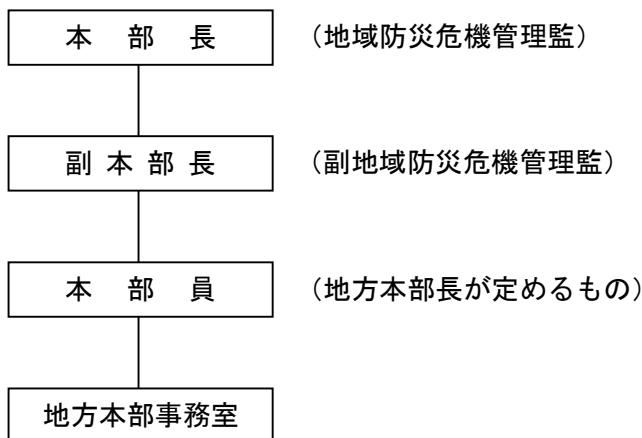 本 部 長 （地域防災危機管理監）
副 本 部 長 （副地域防災危機管理監）
本 部 員 （地方本部長が定めるもの）
地方本部事務室